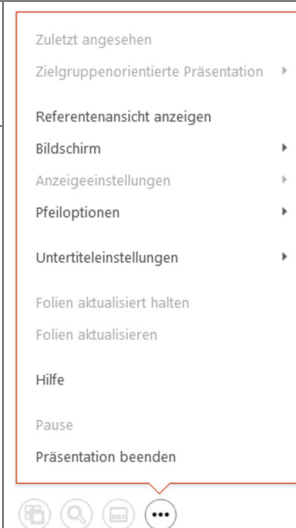 Zuletzt angesehen
Zielgruppenorientierte Präsentation
Referentenansicht anzeigen
Bildschirm
Anzeigeeinstellungen
Pfeiloptionen
Untertiteleinstellungen
Folien aktualisiert halten
Folien aktualisieren
Hilfe
Pause
Präsentation beenden